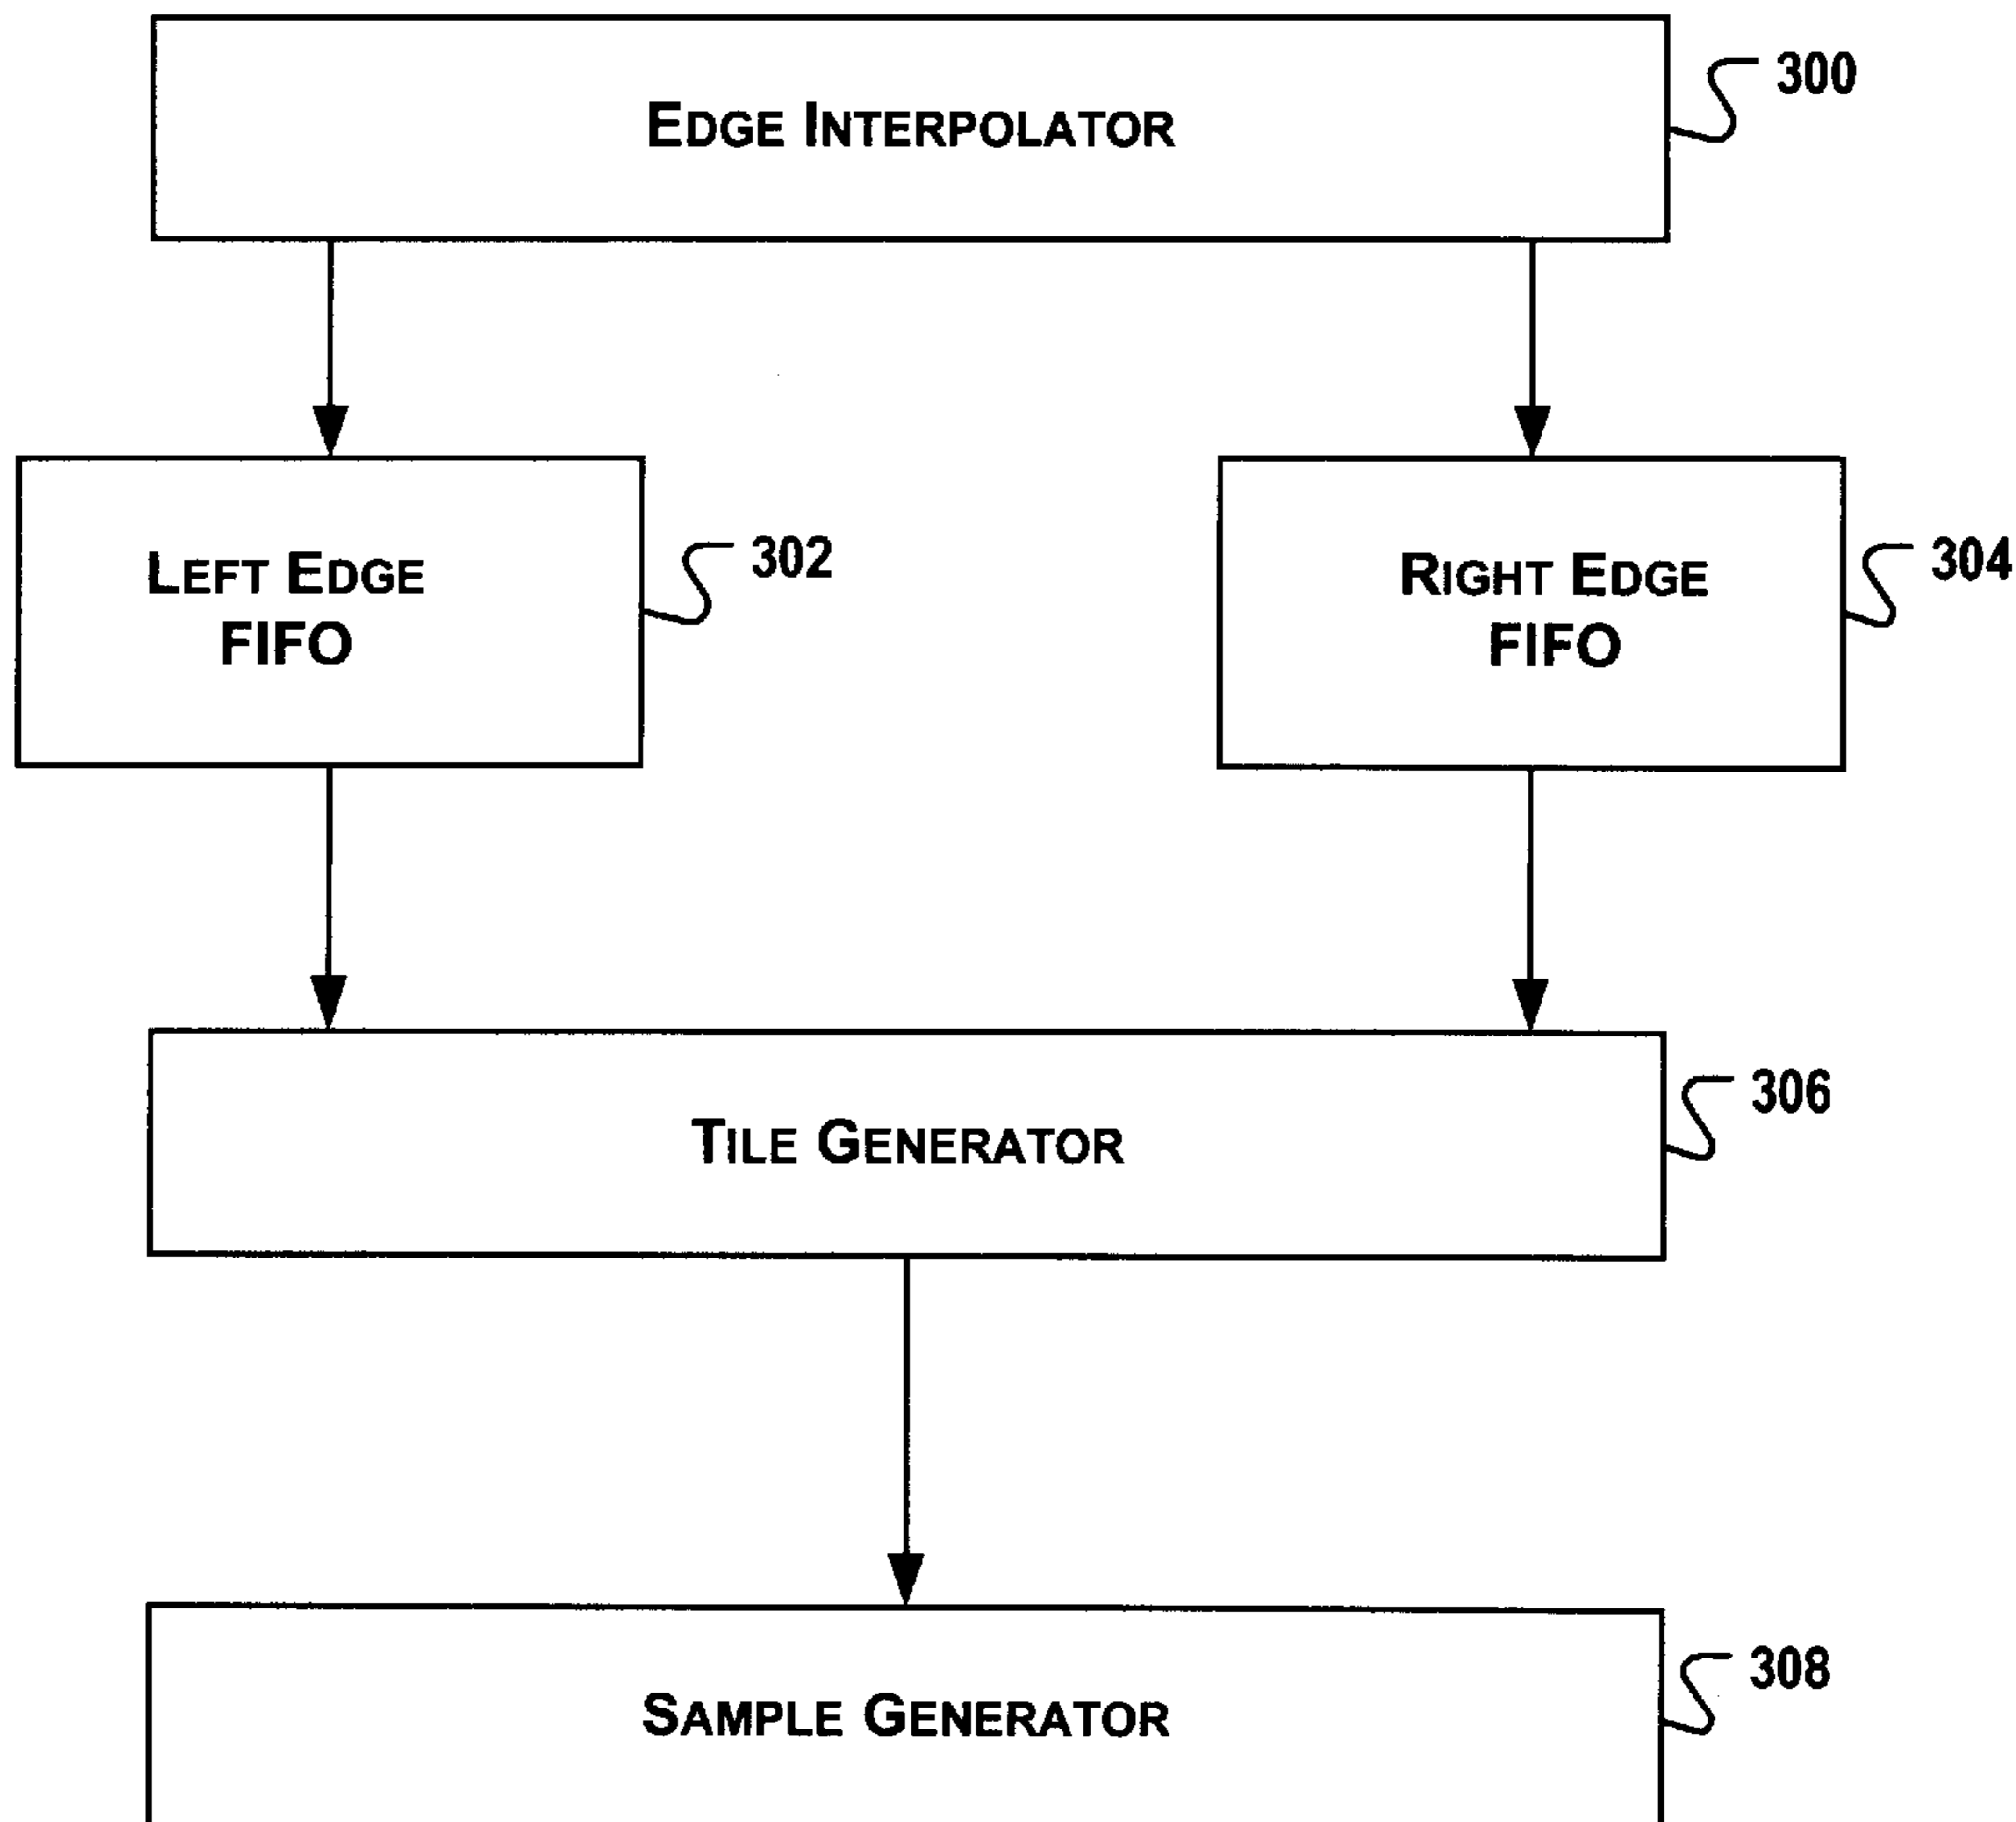 EDGE INTERPOLATOR
300
LEFT EDGE
FIFO
302
RIGHT EDGE
FIFO
304
TILE GENERATOR
306
SAMPLE GENERATOR
308